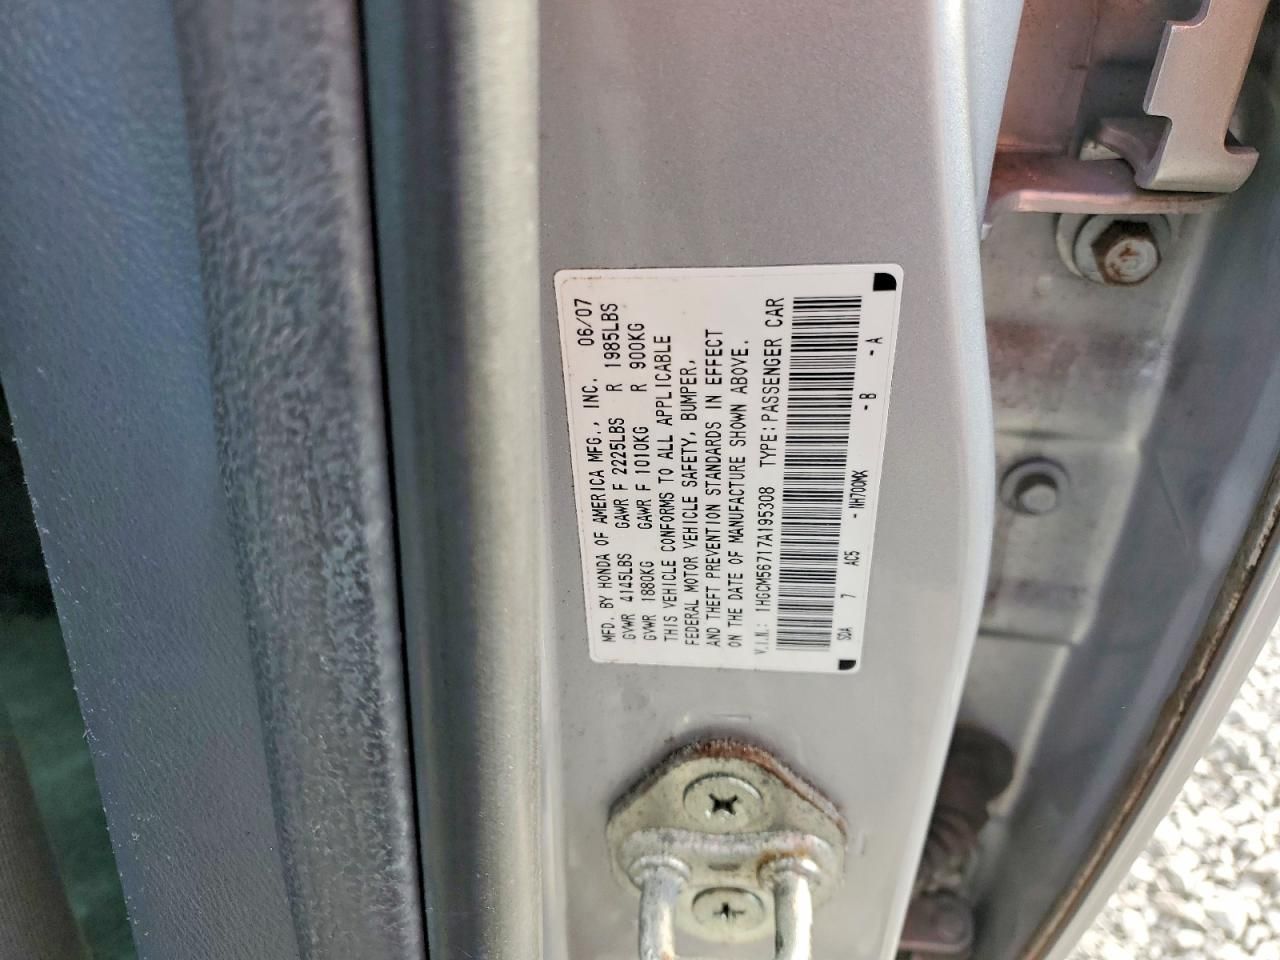 MFD. BY HONDA OF AMERICA MFG., INC. 06/07
GVWR 4145LBS GAWR F 2225LBS R 1985LBS
GVWR 1880KG GAWR F 1010KG R 900KG
THIS VEHICLE CONFORMS TO ALL APPLICABLE
FEDERAL MOTOR VEHICLE SAFETY, BUMPER,
AND THEFT PREVENTION STANDARDS IN EFFECT
ON THE DATE OF MANUFACTURE SHOWN ABOVE.
V.I.N.: 1HGCM56717A195308 TYPE: PASSENGER CAR
SDA 7 AC5 - NH700MX - B - A